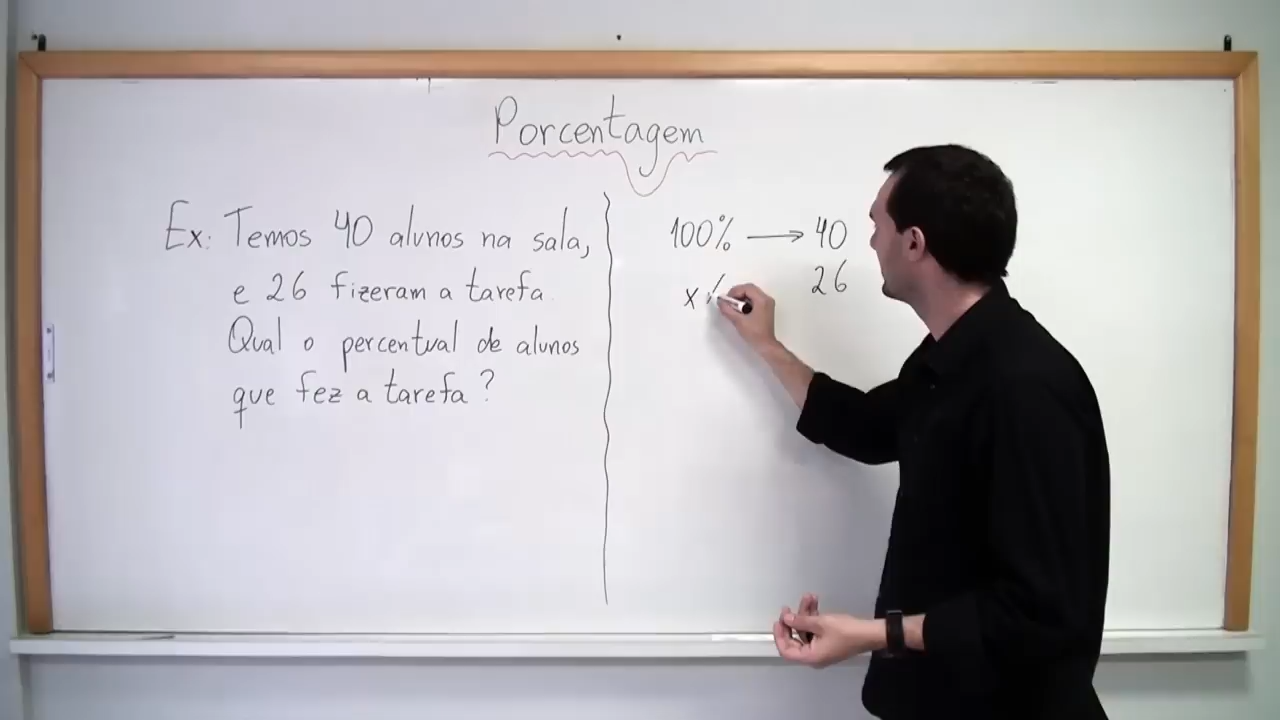 Porcentagem
Ex: Temos 40 alunos na sala,
e 26 fizeram a tarefa.
Qual o percentual de alunos
que fez a tarefa?
100% → 40
x % 26